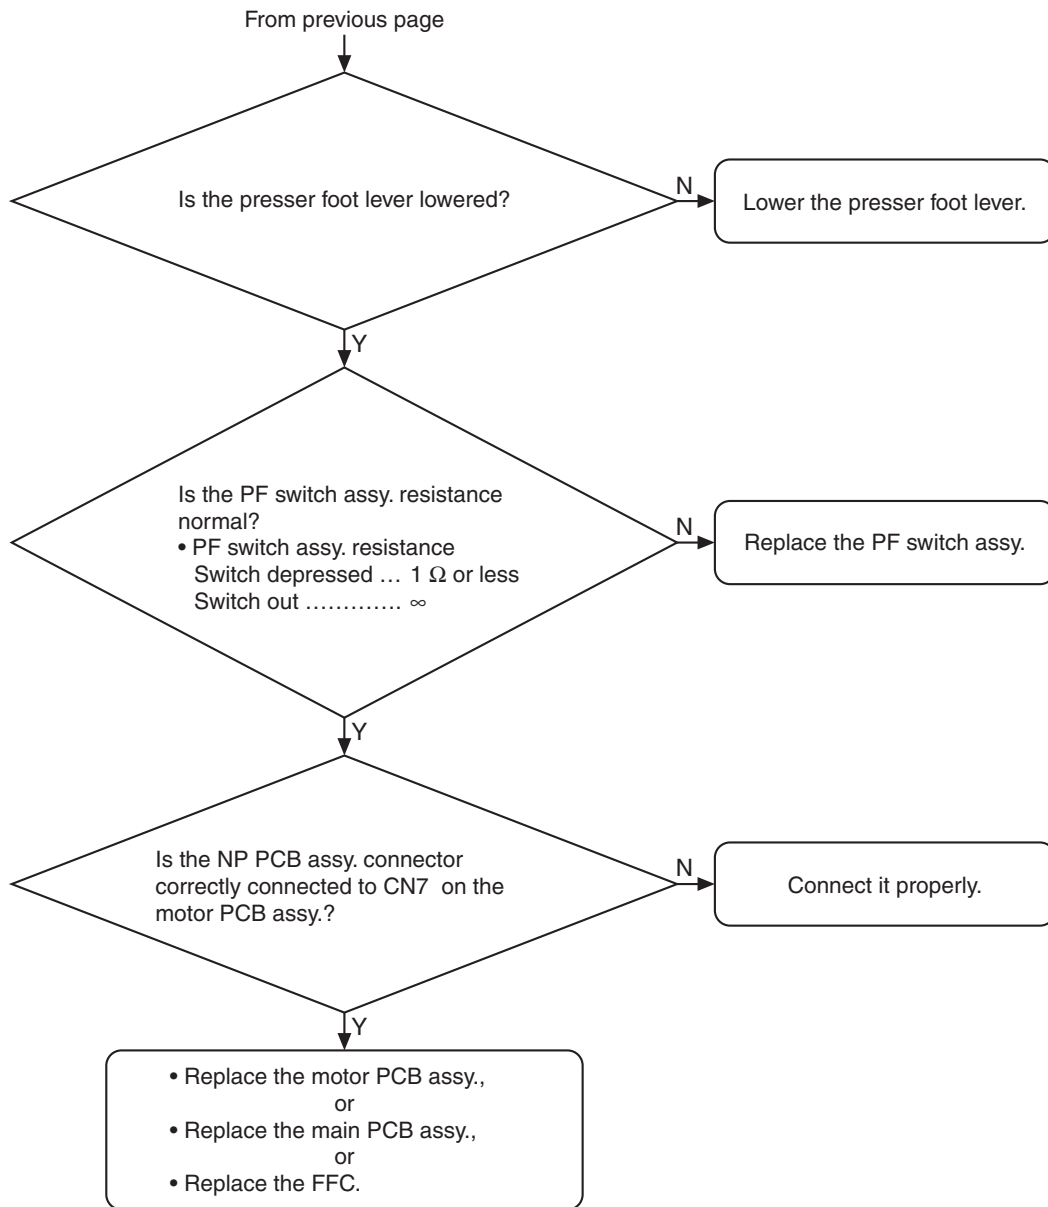 From previous page
Is the presser foot lever lowered?
N
Lower the presser foot lever.
Y
Is the PF switch assy. resistance
normal?
• PF switch assy. resistance
Switch depressed … 1 Ω or less
Switch out …………. ∞
N
Replace the PF switch assy.
Y
Is the NP PCB assy. connector
correctly connected to CN7 on the
motor PCB assy.?
N
Connect it properly.
Y
• Replace the motor PCB assy.,
or
• Replace the main PCB assy.,
or
• Replace the FFC.